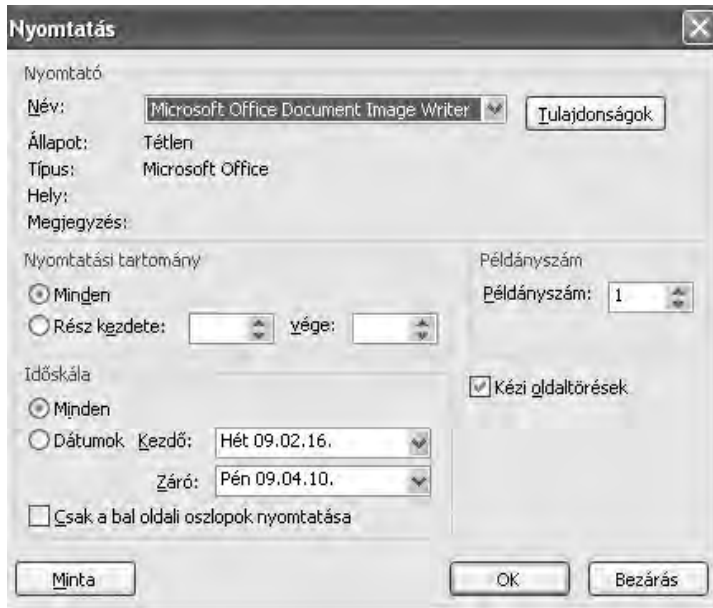 Nyomtatás
Nyomtató
Név: Microsoft Office Document Image Writer Tulajdonságok
Állapot: Tétlen
Típus: Microsoft Office
Hely:
Megjegyzés:
Nyomtatási tartomány Példányszám
Minden Példányszám: 1
Rész kezdete: vége:
Időskála
Kézi oldaltörések
Minden
Dátumok Kezdő: Hét 09.02.16.
Záró: Pén 09.04.10.
Csak a bal oldali oszlopok nyomtatása
Minta OK Bezárás